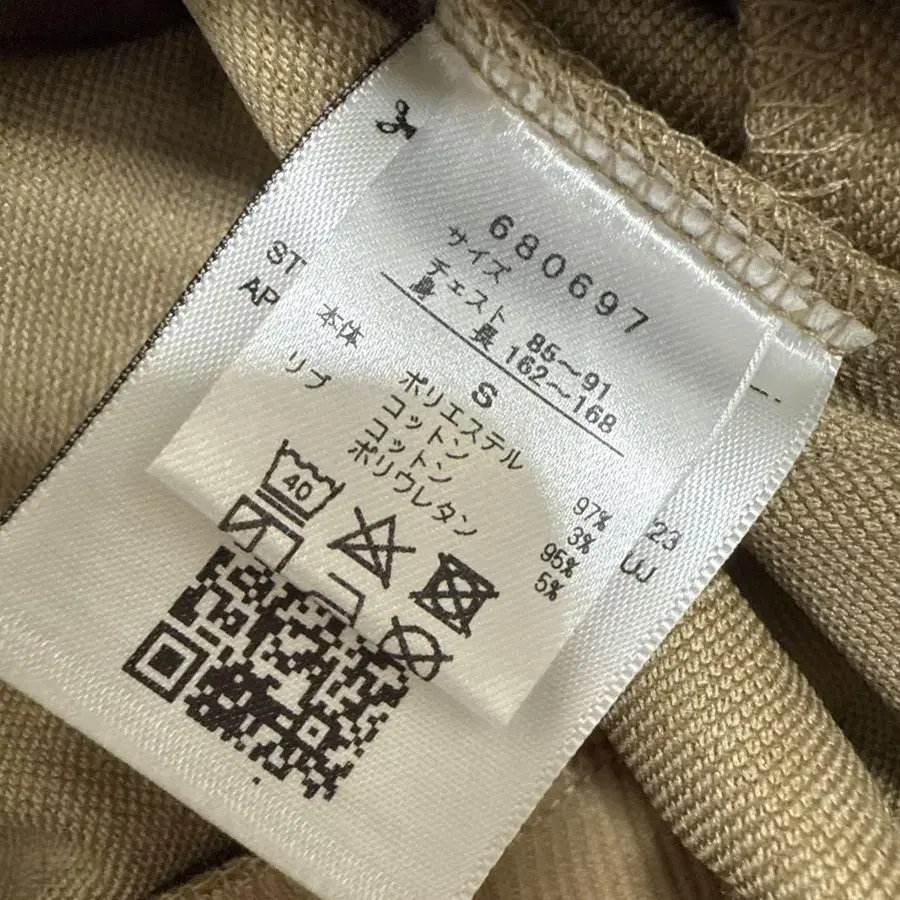 680697
サイズ
チェスト 85～91
身長 162～168
S
本体 ポリエステル 97%
コットン 3%
リブ コットン 95%
ポリウレタン 5%
40
ST
AP
23